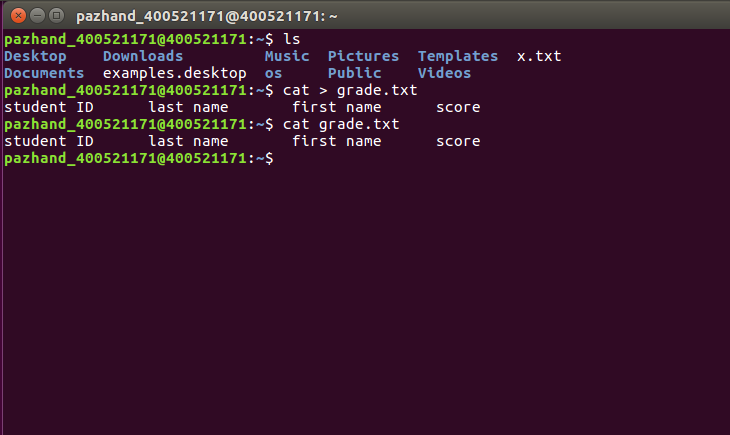 pazhand_400521171@400521171: ~
pazhand_400521171@400521171:~$ ls
Desktop    Downloads         Music  Pictures  Templates  x.txt
Documents  examples.desktop  os     Public    Videos
pazhand_400521171@400521171:~$ cat > grade.txt
student ID      last name       first name      score
pazhand_400521171@400521171:~$ cat grade.txt
student ID      last name       first name      score
pazhand_400521171@400521171:~$